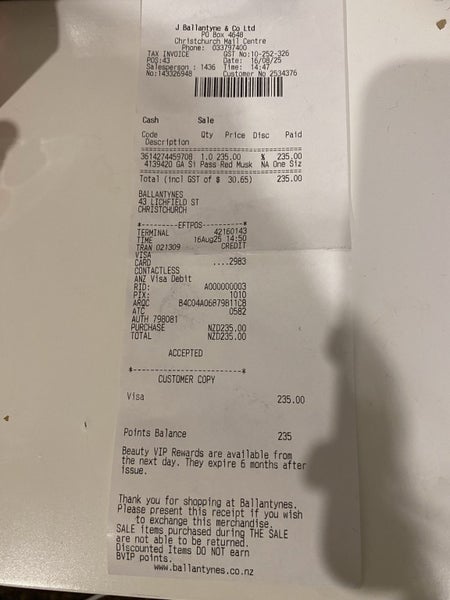 J Ballantyne & Co Ltd
PO Box 4648
Christchurch Mail Centre
Phone: 033797400
TAX INVOICE GST No:10-252-326
POS:43 Date: 16/08/25
Salesperson : 1436 Time: 14:47
No:143326948 Customer No 2534376
Cash Sale
Code Qty Price Disc Paid
Description
3614274459708 1.0 235.00 % 235.00
4139420 GA Si Pass Red Musk NA One Siz
Total (incl GST of $ 30.65) 235.00
BALLANTYNES
43 LICHFIELD ST
CHRISTCHURCH
*---------EFTPOS---------*
TERMINAL 42160143
TIME 16Aug25 14:50
TRAN 021309 CREDIT
VISA
CARD ....2983
CONTACTLESS
ANZ Visa Debit
RID: A000000003
PIX: 1010
ARQC B4C04A06879B11C8
ATC 0582
AUTH 798081
PURCHASE NZD235.00
TOTAL NZD235.00
ACCEPTED
*------------------------*
CUSTOMER COPY
Visa 235.00
Points Balance 235
Beauty VIP Rewards are available from
the next day. They expire 6 months after
issue.
Thank you for shopping at Ballantynes.
Please present this receipt if you wish
to exchange this merchandise.
SALE items purchased during THE SALE
are not able to be returned.
Discounted Items DO NOT earn
BVIP points.
www.ballantynes.co.nz